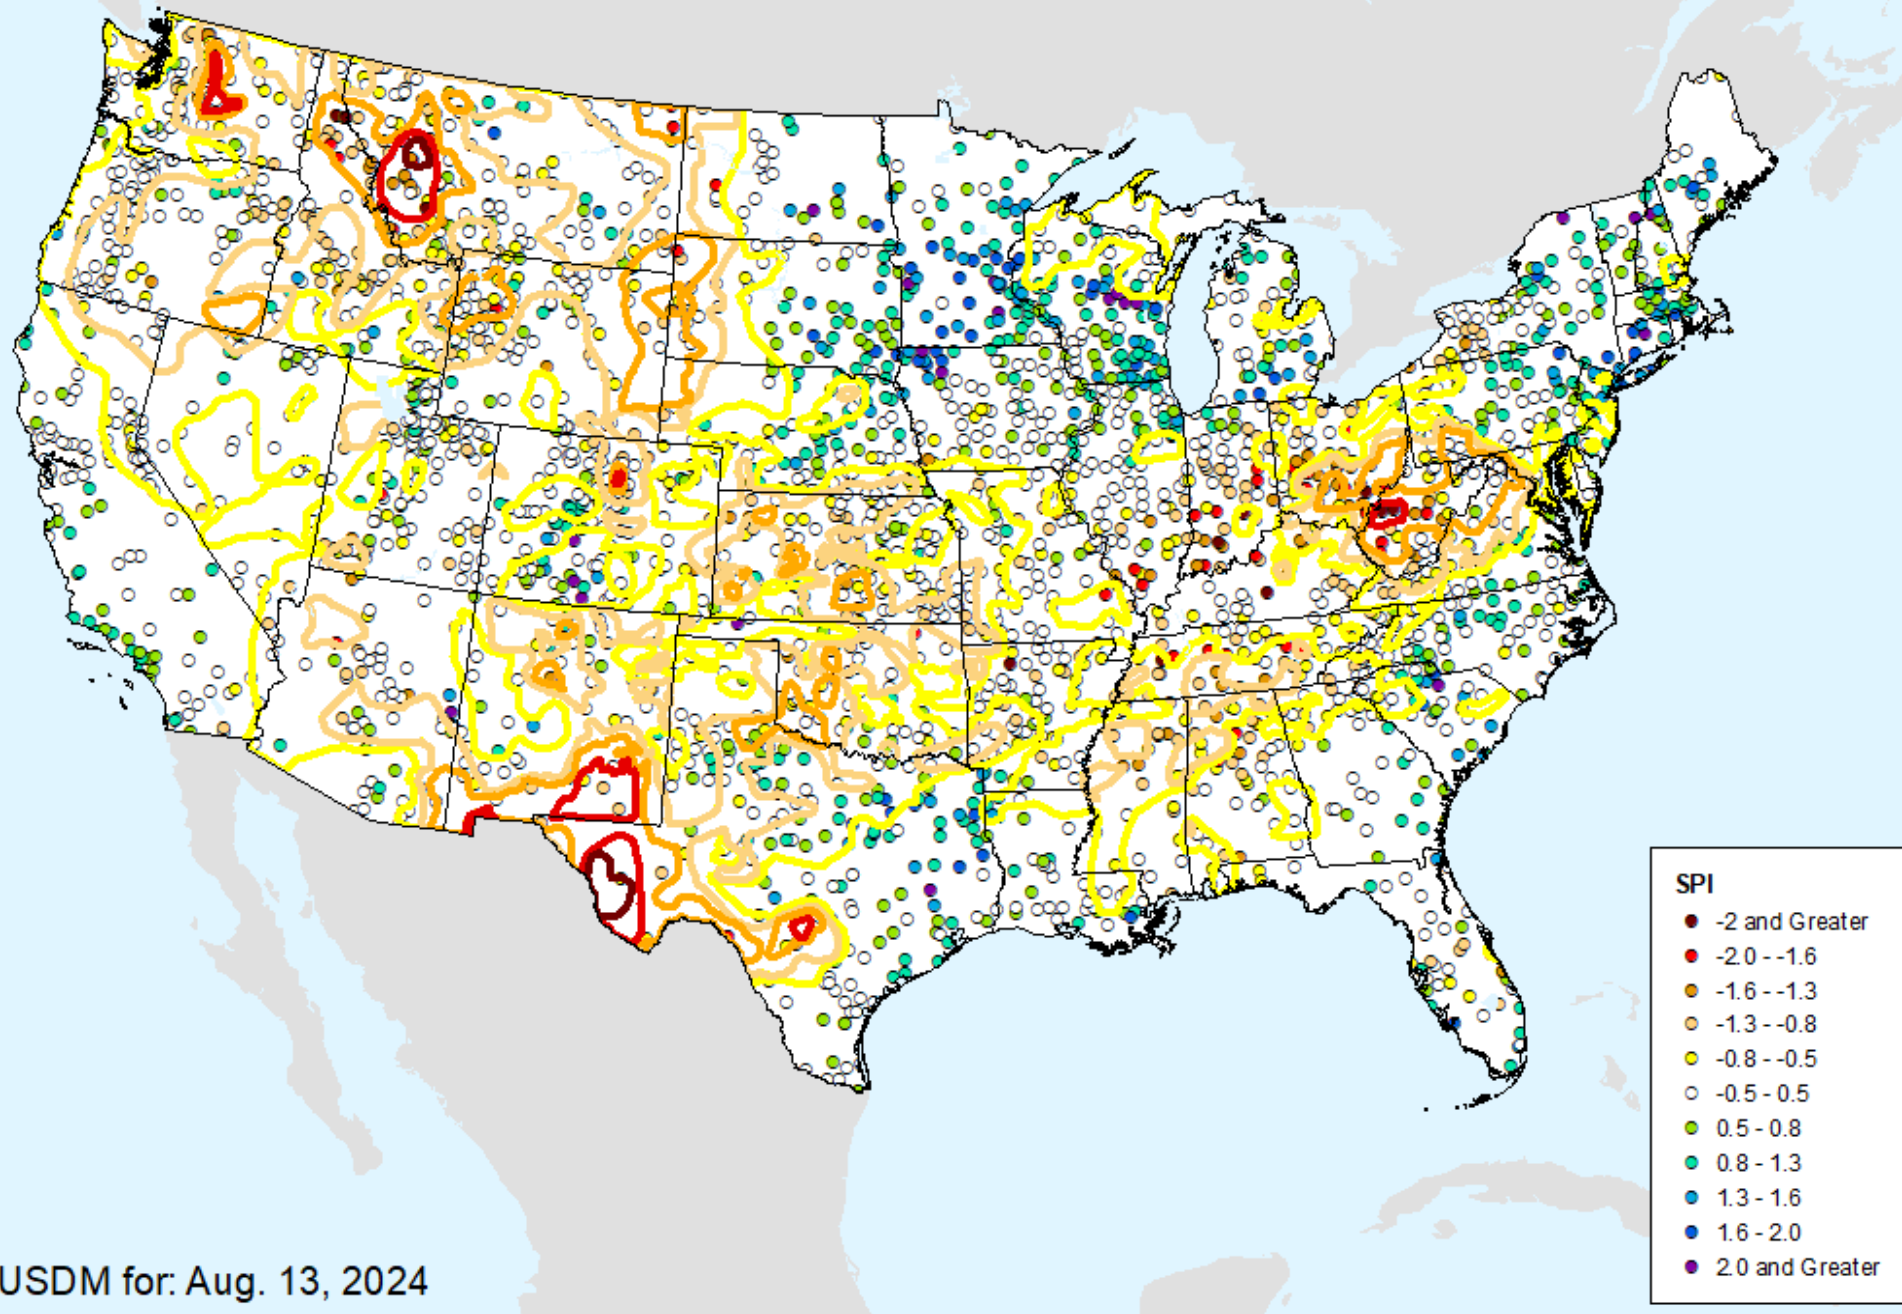 SPI
-2 and Greater
-2.0 - -1.6
-1.6 - -1.3
-1.3 - -0.8
-0.8 - -0.5
-0.5 - 0.5
0.5 - 0.8
0.8 - 1.3
1.3 - 1.6
1.6 - 2.0
2.0 and Greater
USDM for: Aug. 13, 2024